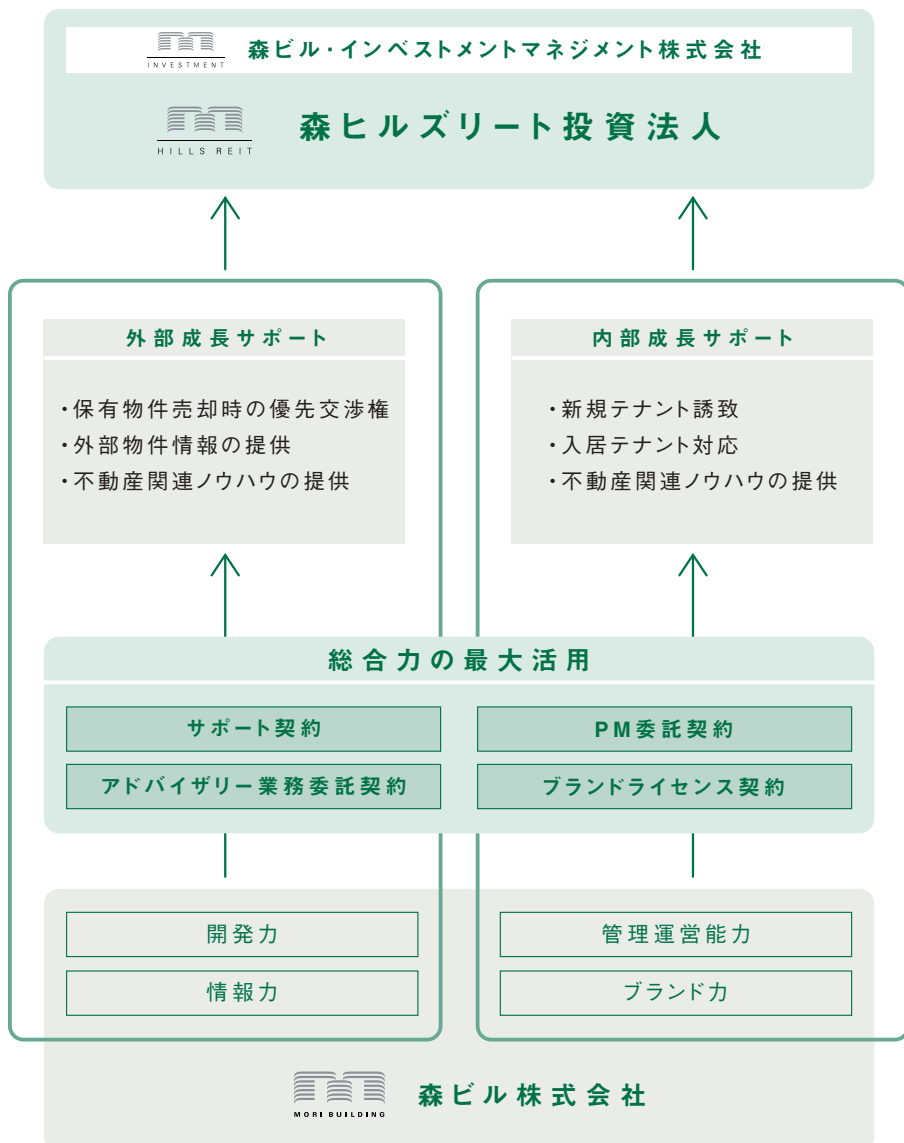 INVESTMENT
森ビル・インベストメントマネジメント株式会社
HILLS REIT
森ヒルズリート投資法人
外部成長サポート
・保有物件売却時の優先交渉権
・外部物件情報の提供
・不動産関連ノウハウの提供
内部成長サポート
・新規テナント誘致
・入居テナント対応
・不動産関連ノウハウの提供
総合力の最大活用
サポート契約
アドバイザリー業務委託契約
PM委託契約
ブランドライセンス契約
開発力
情報力
管理運営能力
ブランド力
MORI BUILDING
森ビル株式会社